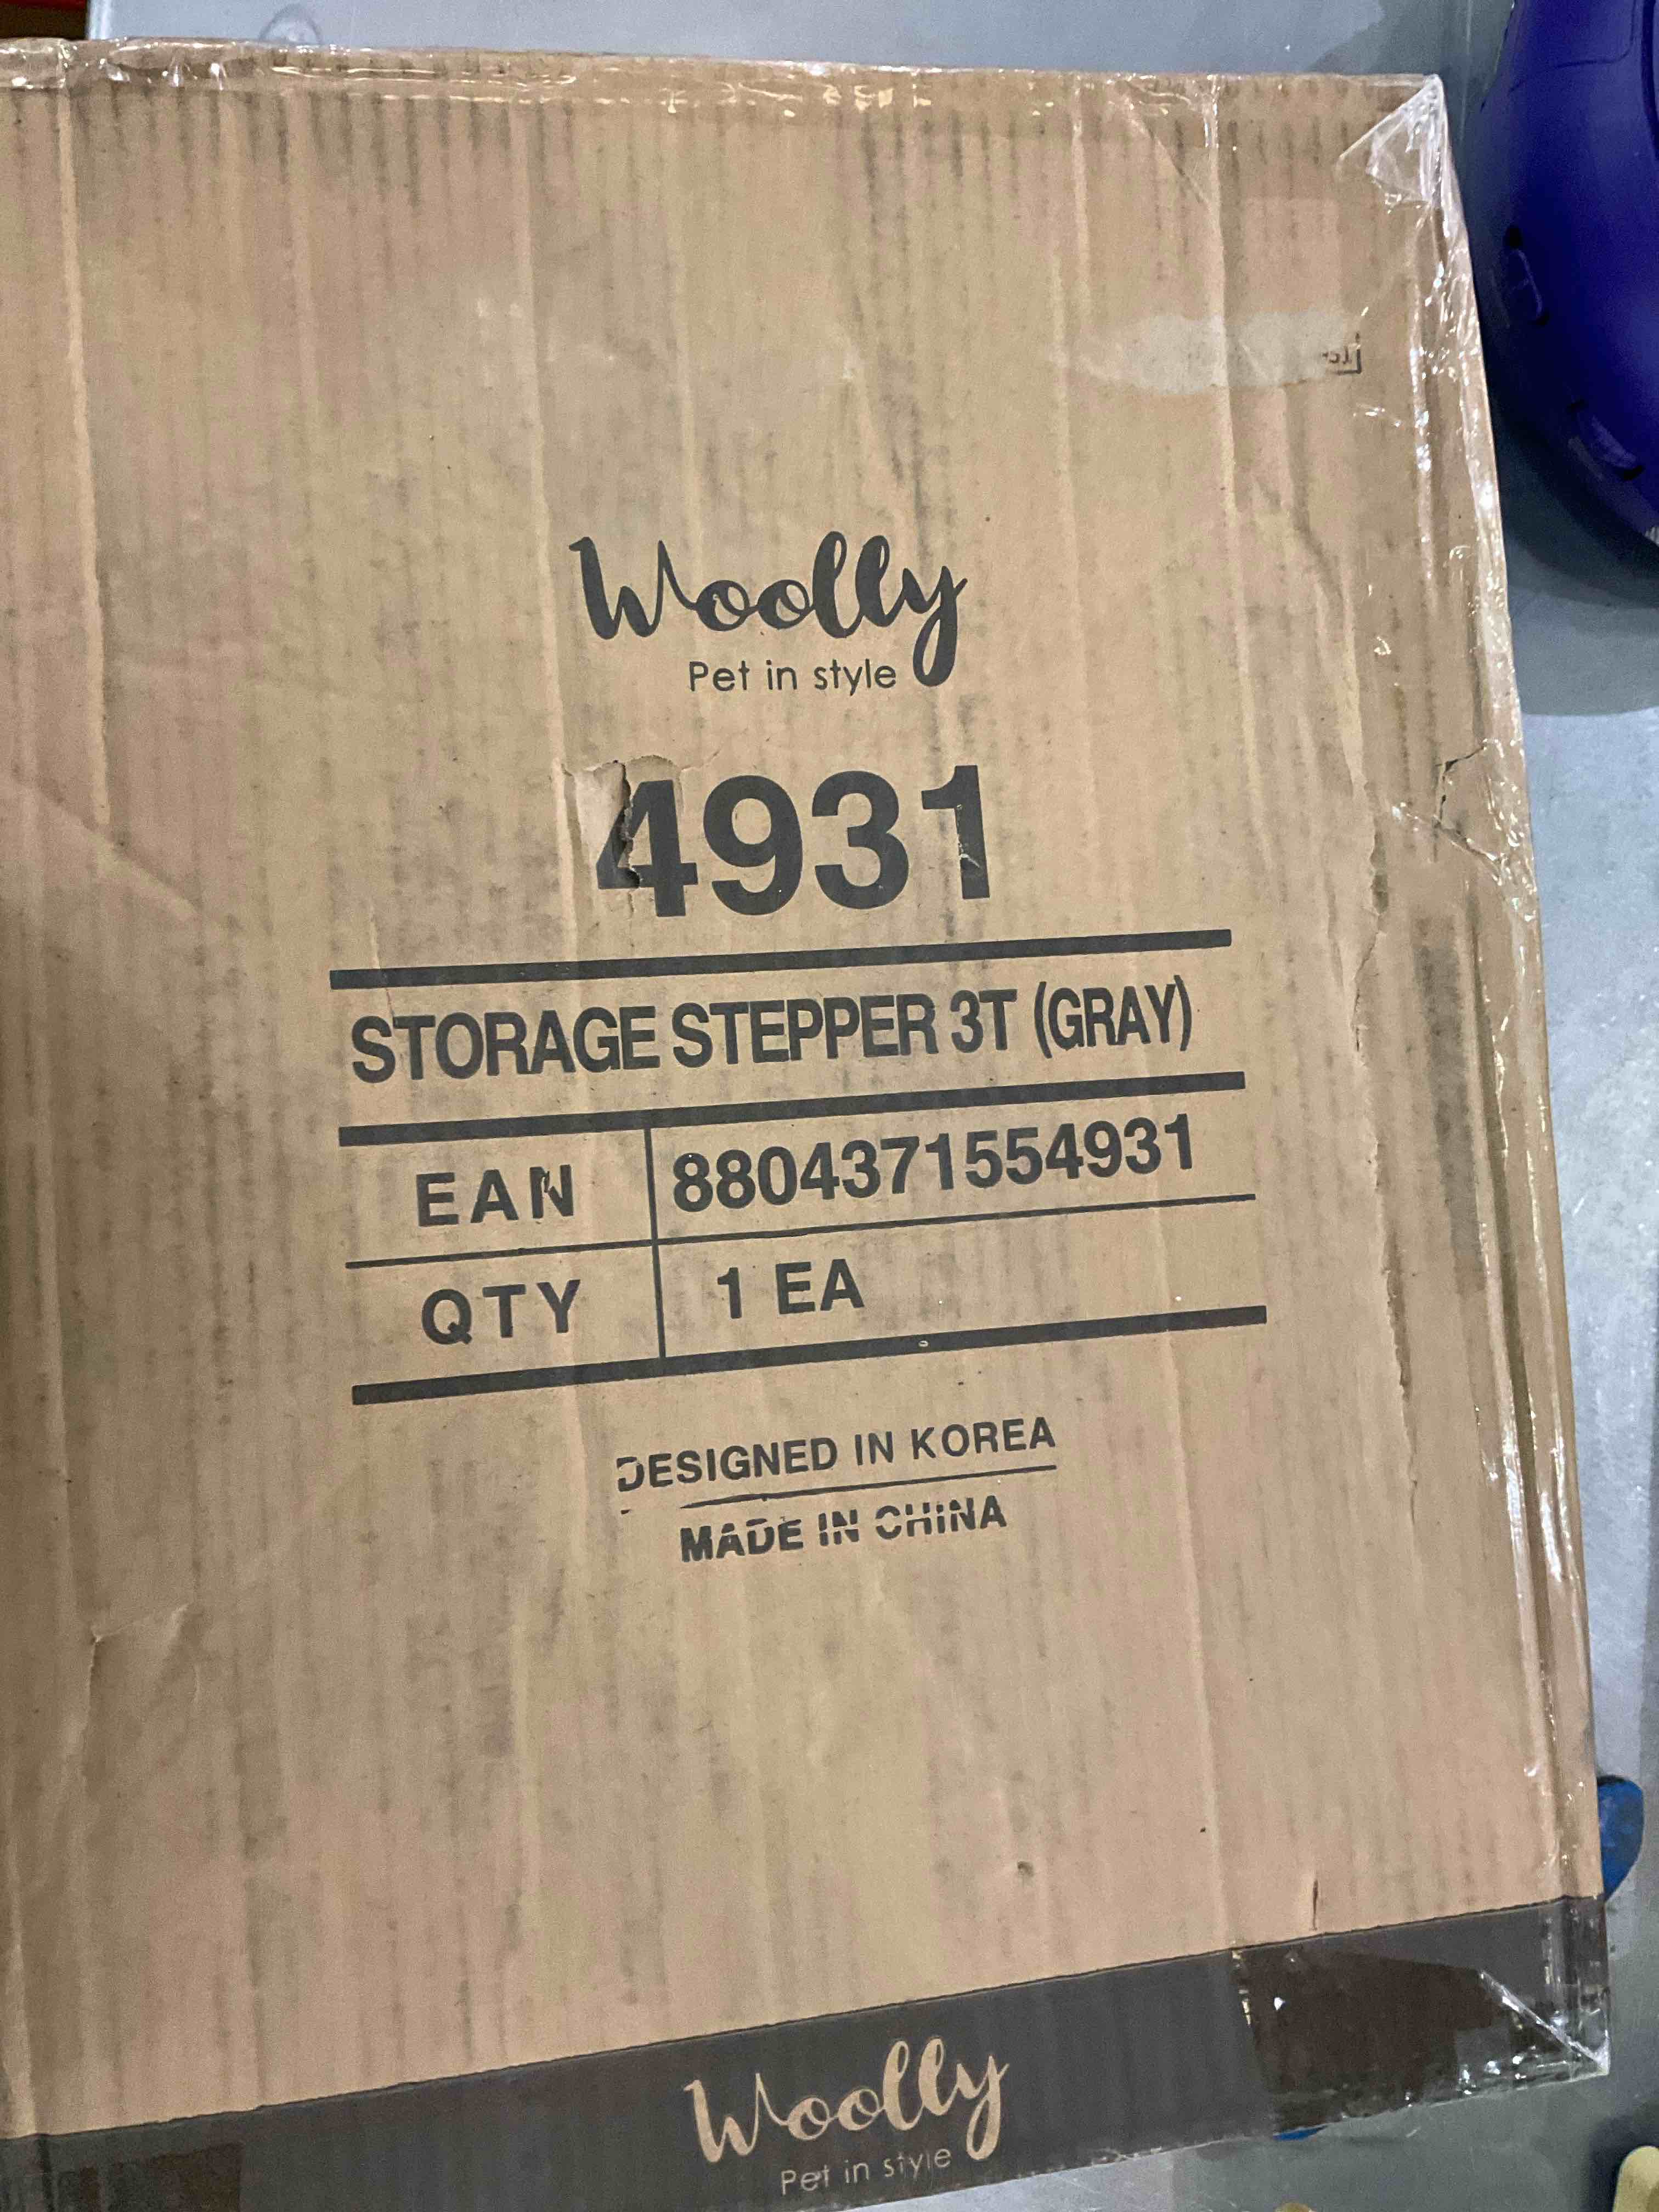 Woolly
Pet in style
4931
STORAGE STEPPER 3T (GRAY)
EAN 8804371554931
QTY 1 EA
DESIGNED IN KOREA
MADE IN CHINA
Woolly
Pet in style